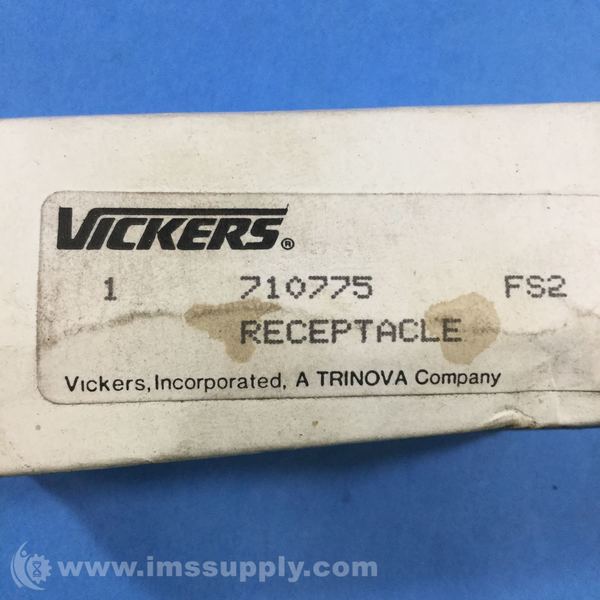 VICKERS®
1 710775 FS2
RECEPTACLE
Vickers, Incorporated, A TRINOVA Company
www.imssupply.com